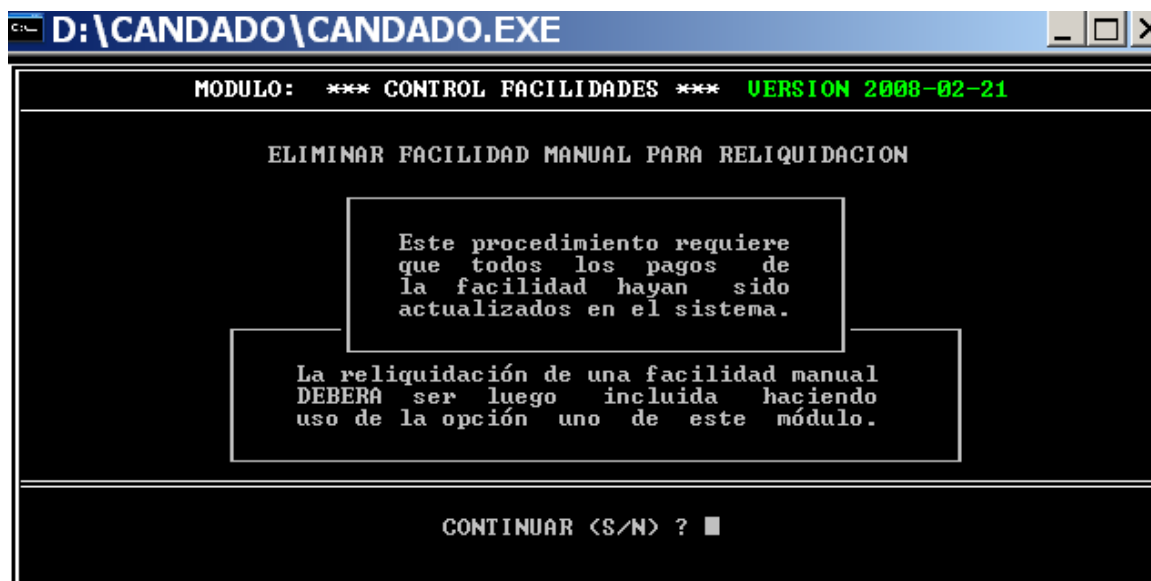 D:\CANDADO\CANDADO.EXE
MODULO: *** CONTROL FACILIDADES *** VERSION 2008-02-21
ELIMINAR FACILIDAD MANUAL PARA RELIQUIDACION
Este procedimiento requiere
que todos los pagos de
la facilidad hayan sido
actualizados en el sistema.
La reliquidación de una facilidad manual
DEBERA ser luego incluida haciendo
uso de la opción uno de este módulo.
CONTINUAR (S/N) ?